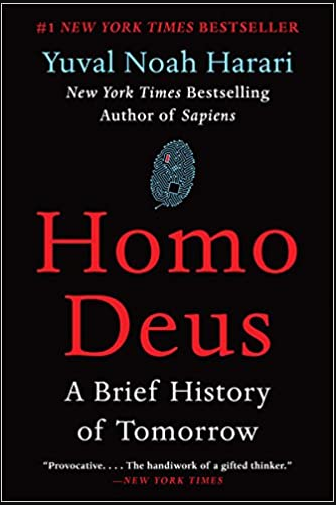 #1 NEW YORK TIMES BESTSELLER
Yuval Noah Harari
New York Times Bestselling
Author of Sapiens
Homo
Deus
A Brief History
of Tomorrow
“Provocative. . . . The handiwork of a gifted thinker.”
—NEW YORK TIMES